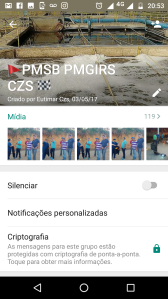 20:53
PMSB PMGIRS
CZS
Criado por Eurimar Czs, 03/05/17
Mídia
119 >
Silenciar
Notificações personalizadas
Criptografia
As mensagens para este grupo estão
protegidas com criptografia de ponta-a-ponta.
Toque para obter mais informações.